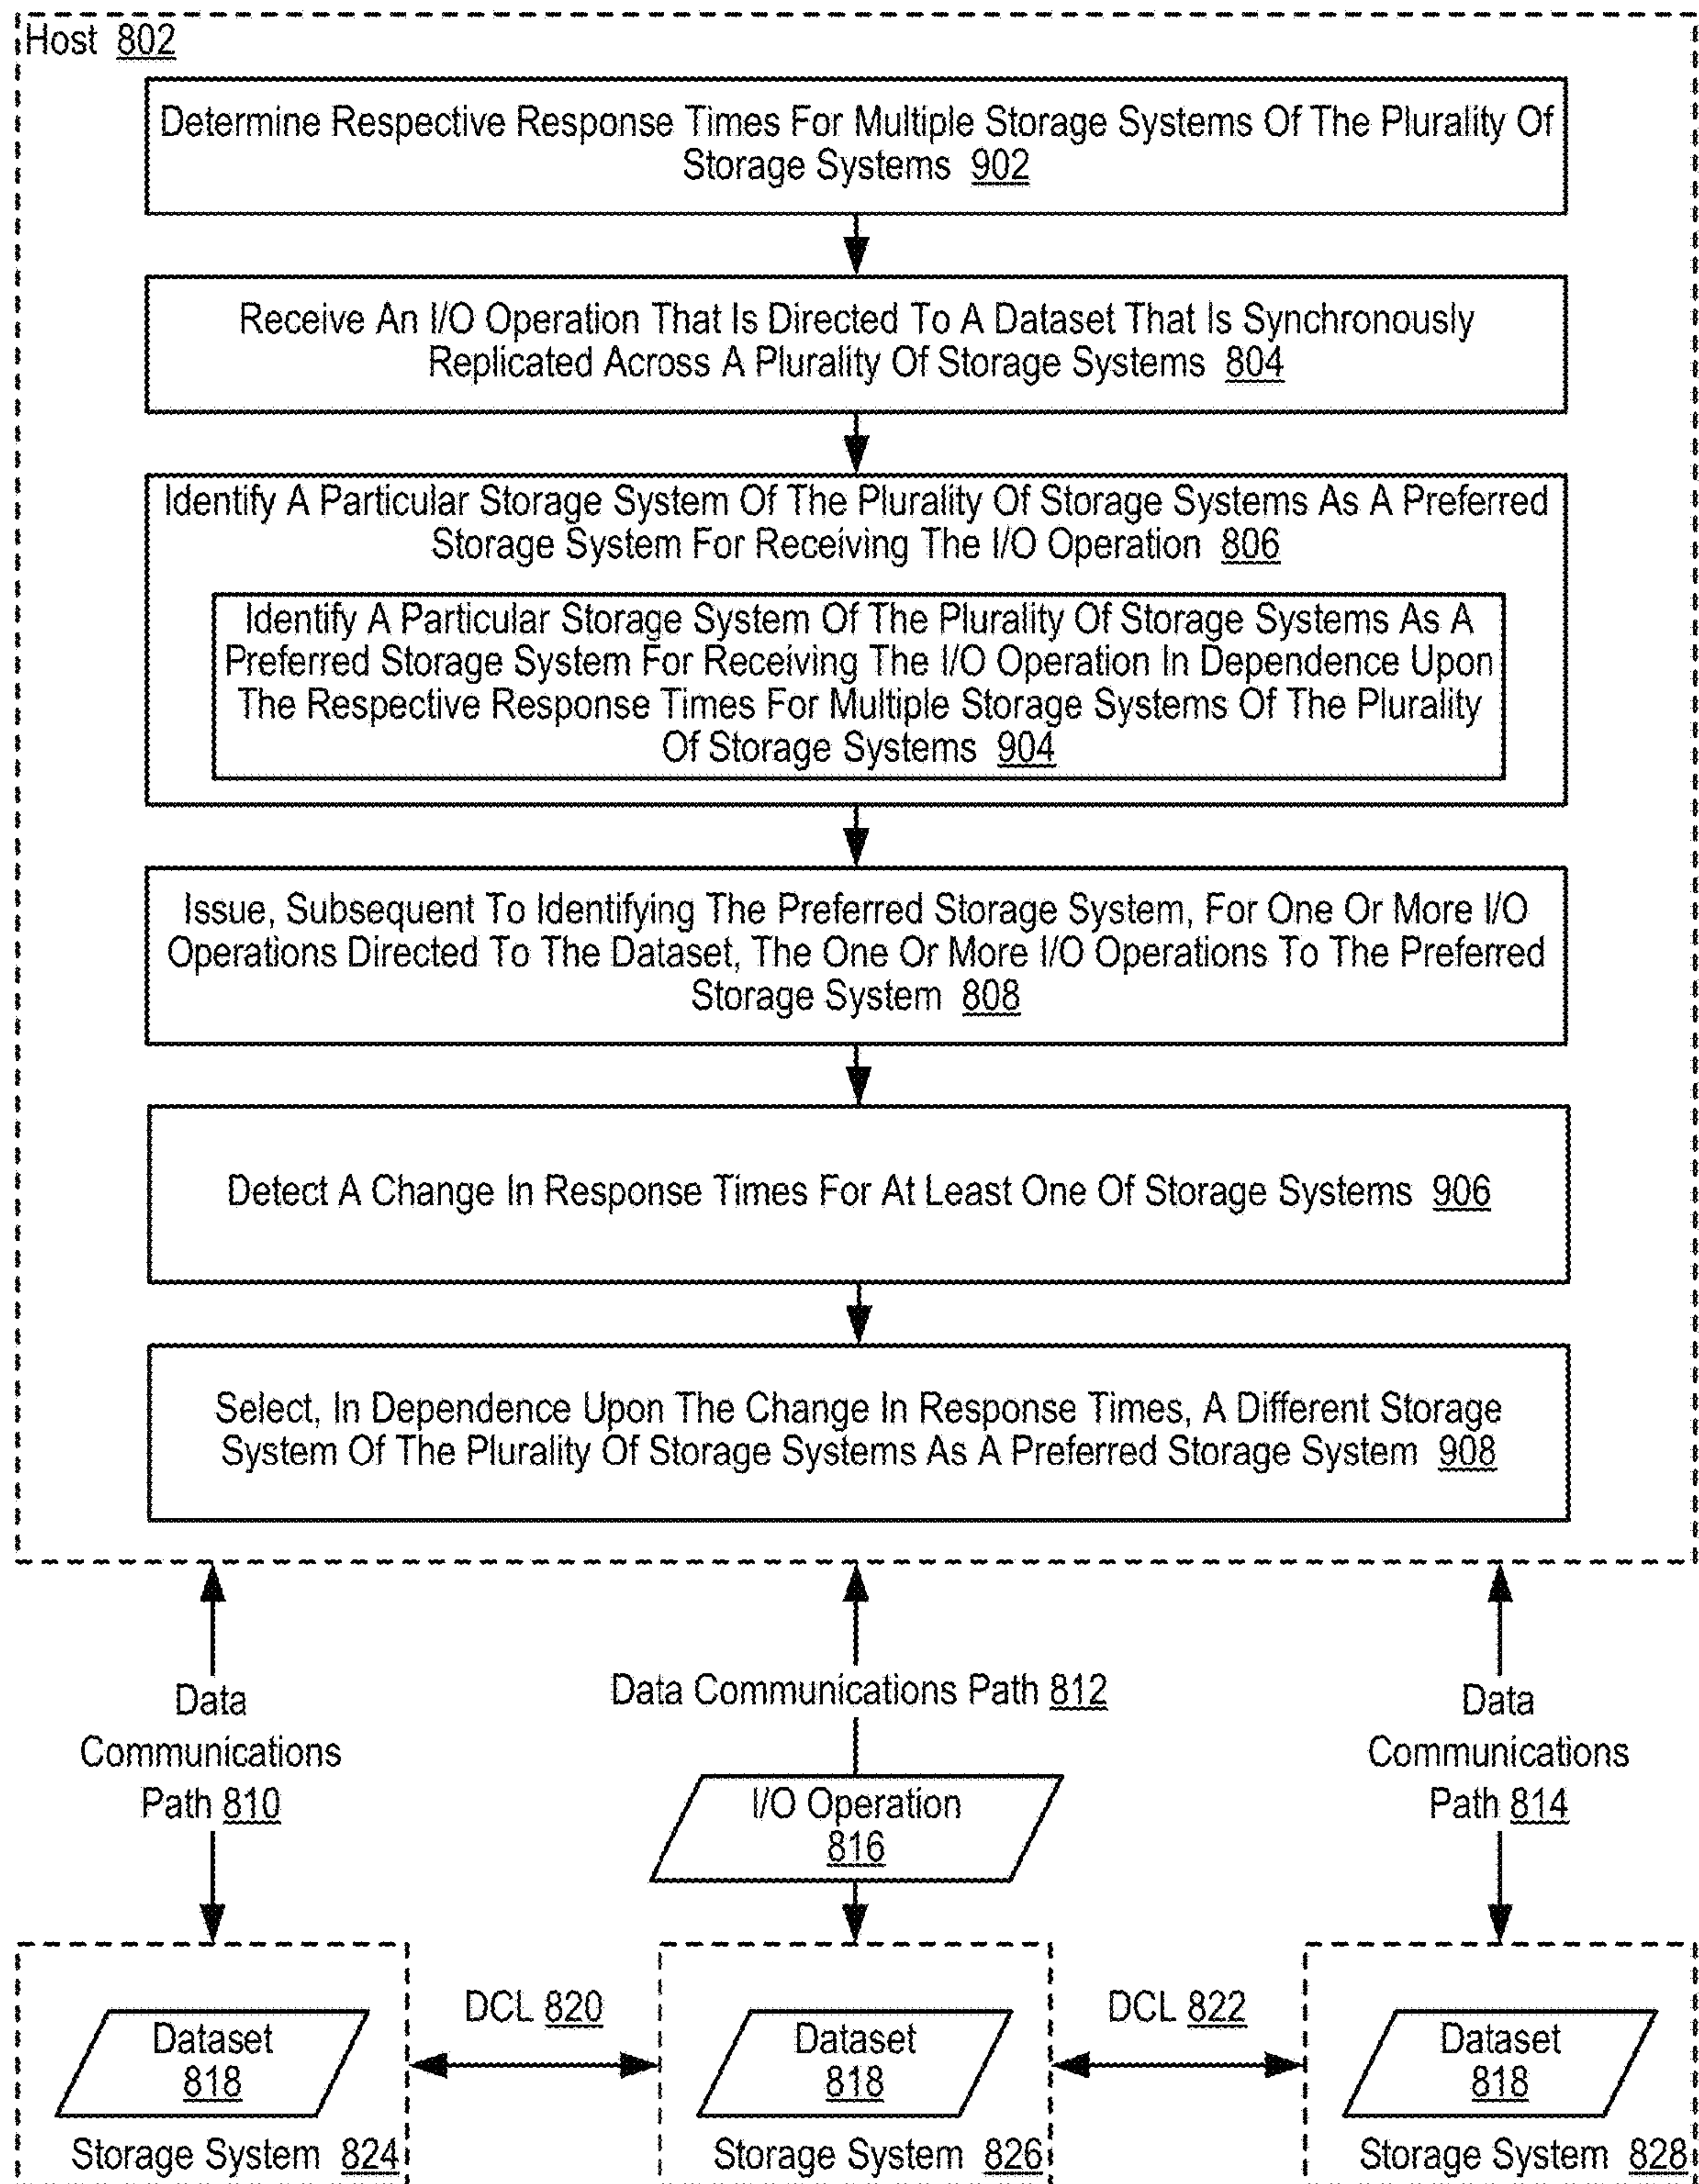 Host 802
Determine Respective Response Times For Multiple Storage Systems Of The Plurality Of
Storage Systems 902
Receive An I/O Operation That Is Directed To A Dataset That Is Synchronously
Replicated Across A Plurality Of Storage Systems 804
Identify A Particular Storage System Of The Plurality Of Storage Systems As A Preferred
Storage System For Receiving The I/O Operation 806
Identify A Particular Storage System Of The Plurality Of Storage Systems As A
Preferred Storage System For Receiving The I/O Operation In Dependence Upon
The Respective Response Times For Multiple Storage Systems Of The Plurality
Of Storage Systems 904
Issue, Subsequent To Identifying The Preferred Storage System, For One Or More I/O
Operations Directed To The Dataset, The One Or More I/O Operations To The Preferred
Storage System 808
Detect A Change In Response Times For At Least One Of Storage Systems 906
Select, In Dependence Upon The Change In Response Times, A Different Storage
System Of The Plurality Of Storage Systems As A Preferred Storage System 908
Data
Communications
Path 810
Data Communications Path 812
Data
Communications
Path 814
I/O Operation
816
DCL 820
DCL 822
Dataset
818
Storage System 824
Dataset
818
Storage System 826
Dataset
818
Storage System 828